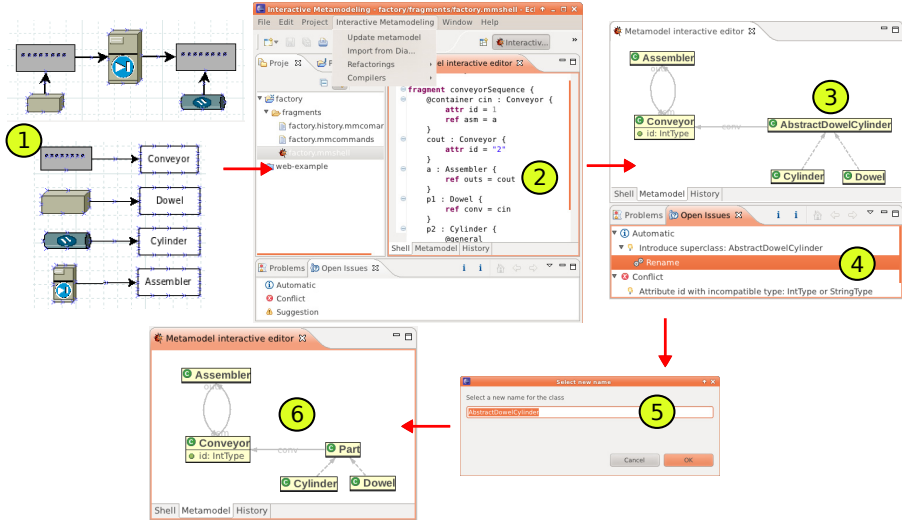 1
Conveyor
Dowel
Cylinder
Assembler
Interactive Metamodeling - factory/fragments/factory.mmshell - Ecl
File Edit Project Interactive Metamodeling Window Help
Update metamodel
Import from Dia...
Refactorings
Compilers
Interactiv...
Proje
factory
fragments
factory.history.mmcomar
factory.mmcommands
web-example
el interactive editor
fragment conveyorSequence {
@container cin : Conveyor {
attr id = 1
ref asm = a
}
cout : Conveyor {
attr id = "2"
}
a : Assembler {
ref outs = cout
}
p1 : Dowel {
ref conv = cin
}
p2 : Cylinder {
@general
2
Shell Metamodel History
Problems Open Issues
Automatic
Conflict
Suggestion
Metamodel interactive editor
Assembler
outs
asm
Conveyor
id: IntType
conv
AbstractDowelCylinder
Cylinder
Dowel
3
Shell Metamodel History
Problems Open Issues
Automatic
Introduce superclass: AbstractDowelCylinder
Rename
Conflict
Attribute id with incompatible type: IntType or StringType
4
Select new name
Select a new name for the class
AbstractDowelCylinder
Cancel OK
5
Metamodel interactive editor
Assembler
outs
asm
Conveyor
id: IntType
conv
Part
Cylinder
Dowel
6
Shell Metamodel History